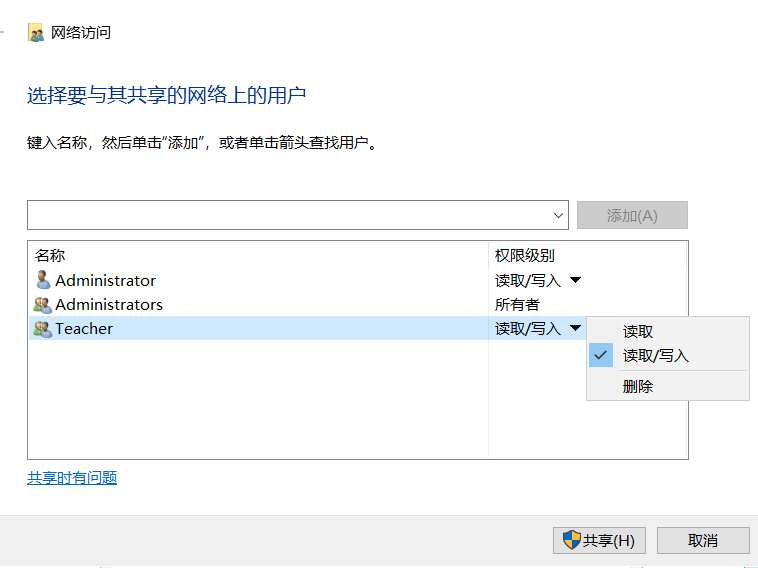 网络访问
选择要与其共享的网络上的用户
键入名称，然后单击“添加”，或者单击箭头查找用户。
添加(A)
名称 权限级别
Administrator 读取/写入
Administrators 所有者
Teacher 读取/写入
读取
读取/写入
删除
共享时有问题
共享(H) 取消